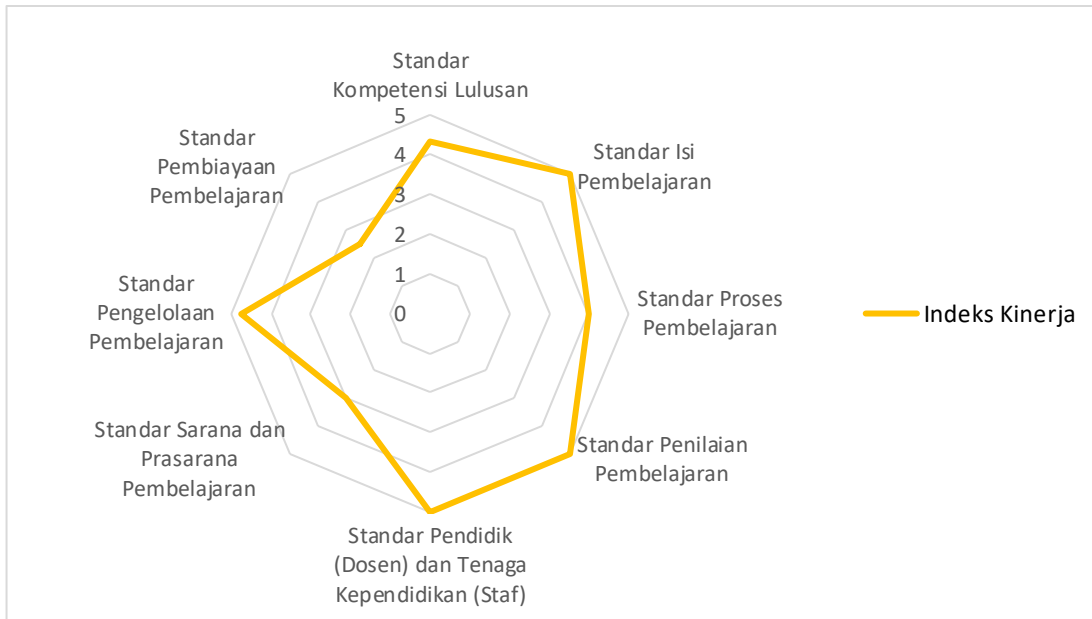 Standar
Kompetensi Lulusan
Standar Isi
Pembelajaran
Standar Proses
Pembelajaran
Standar Penilaian
Pembelajaran
Standar Pendidik
(Dosen) dan Tenaga
Kependidikan (Staf)
Standar Sarana dan
Prasarana
Pembelajaran
Standar
Pengelolaan
Pembelajaran
Standar
Pembiayaan
Pembelajaran
5
4
3
2
1
0
Indeks Kinerja